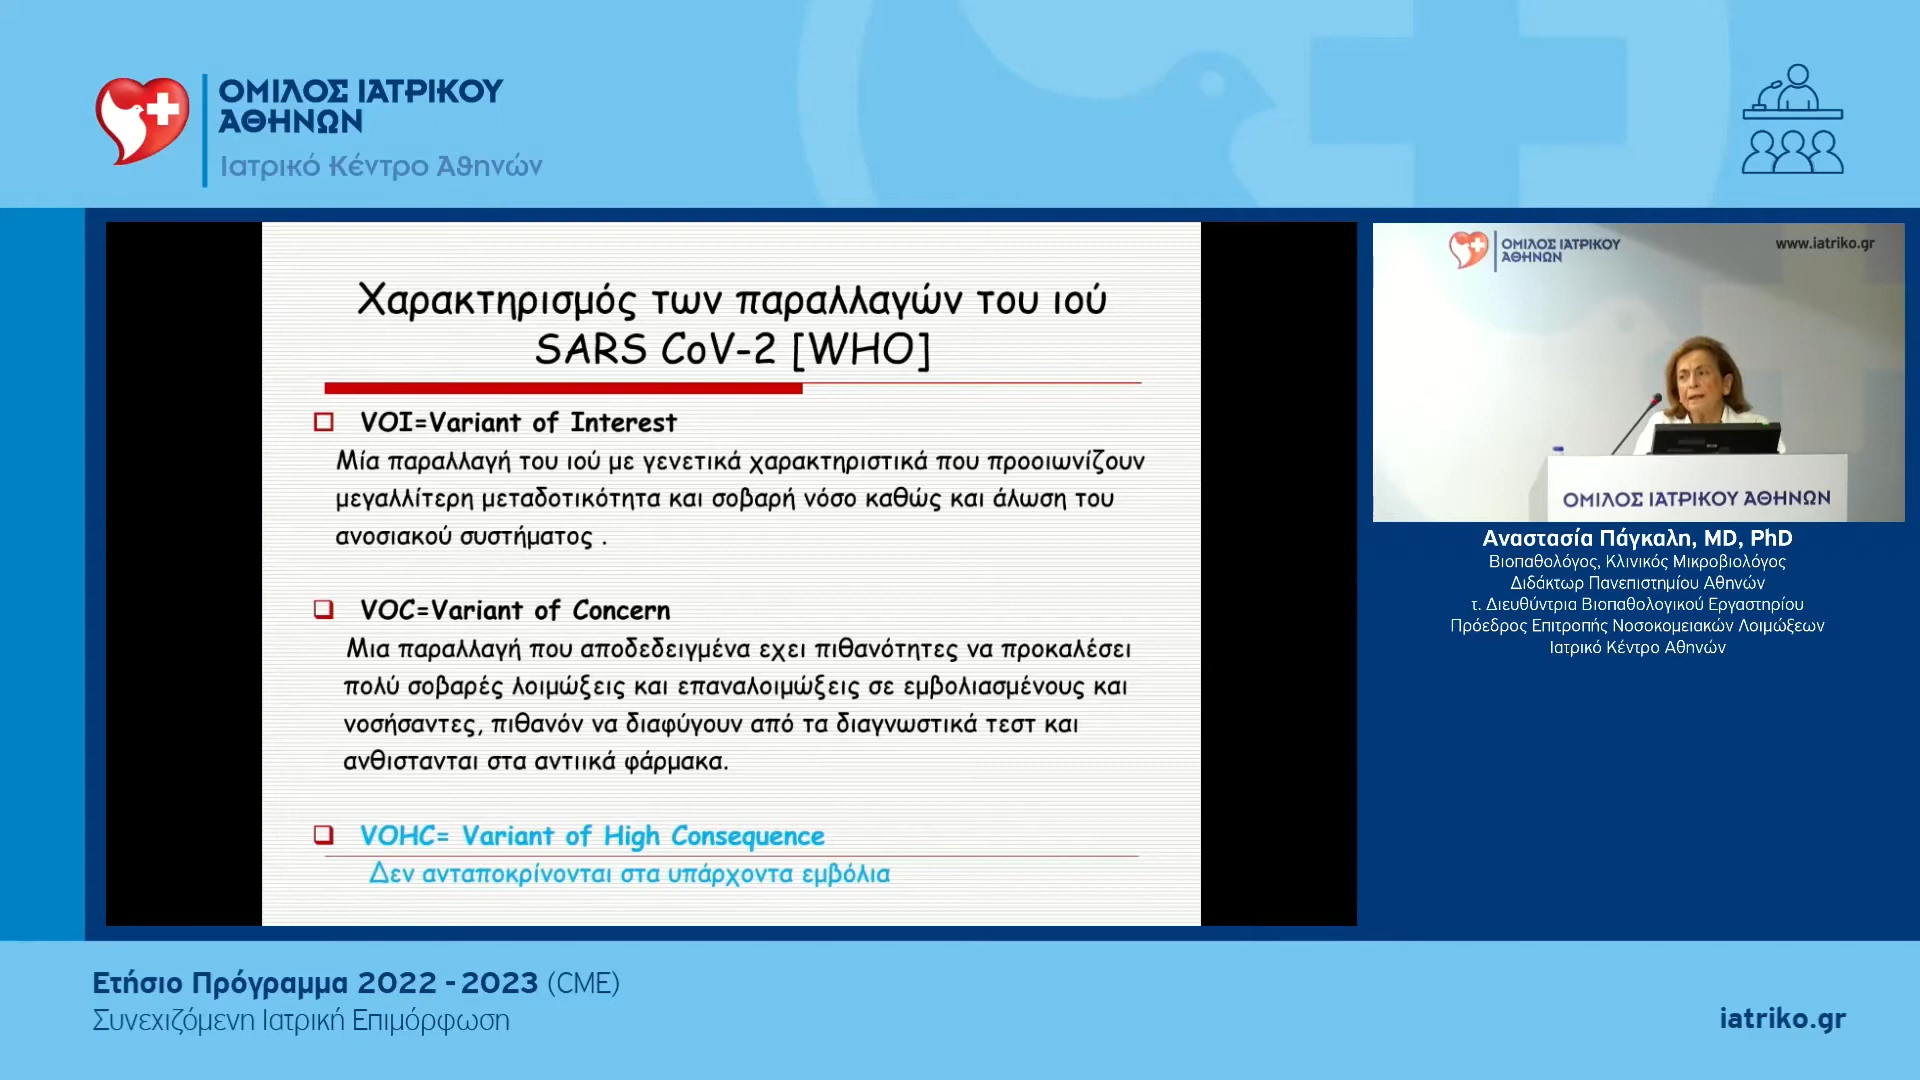 ΟΜΙΛΟΣ ΙΑΤΡΙΚΟΥ
ΑΘΗΝΩΝ
Ιατρικό Κέντρο Αθηνών
Χαρακτηρισμός των παραλλαγών του ιού
SARS CoV-2 [WHO]
VOI=Variant of Interest
Μία παραλλαγή του ιού με γενετικά χαρακτηριστικά που προοιωνίζουν
μεγαλλίτερη μεταδοτικότητα και σοβαρή νόσο καθώς και άλωση του
ανοσιακού συστήματος .
VOC=Variant of Concern
Μια παραλλαγή που αποδεδειγμένα εχει πιθανότητες να προκαλέσει
πολύ σοβαρές λοιμώξεις και επαναλοιμώξεις σε εμβολιασμένους και
νοσήσαντες, πιθανόν να διαφύγουν από τα διαγνωστικά τεστ και
ανθιστανται στα αντιικά φάρμακα.
VOHC= Variant of High Consequence
Δεν ανταποκρίνονται στα υπάρχοντα εμβόλια
ΟΜΙΛΟΣ ΙΑΤΡΙΚΟΥ
ΑΘΗΝΩΝ
www.iatriko.gr
ΟΜΙΛΟΣ ΙΑΤΡΙΚΟΥ ΑΘΗΝΩΝ
Αναστασία Πάγκαλη, MD, PhD
Βιοπαθολόγος, Κλινικός Μικροβιολόγος
Διδάκτωρ Πανεπιστημίου Αθηνών
τ. Διευθύντρια Βιοπαθολογικού Εργαστηρίου
Πρόεδρος Επιτροπής Νοσοκομειακών Λοιμώξεων
Ιατρικό Κέντρο Αθηνών
Ετήσιο Πρόγραμμα 2022 - 2023 (CME)
Συνεχιζόμενη Ιατρική Επιμόρφωση
iatriko.gr